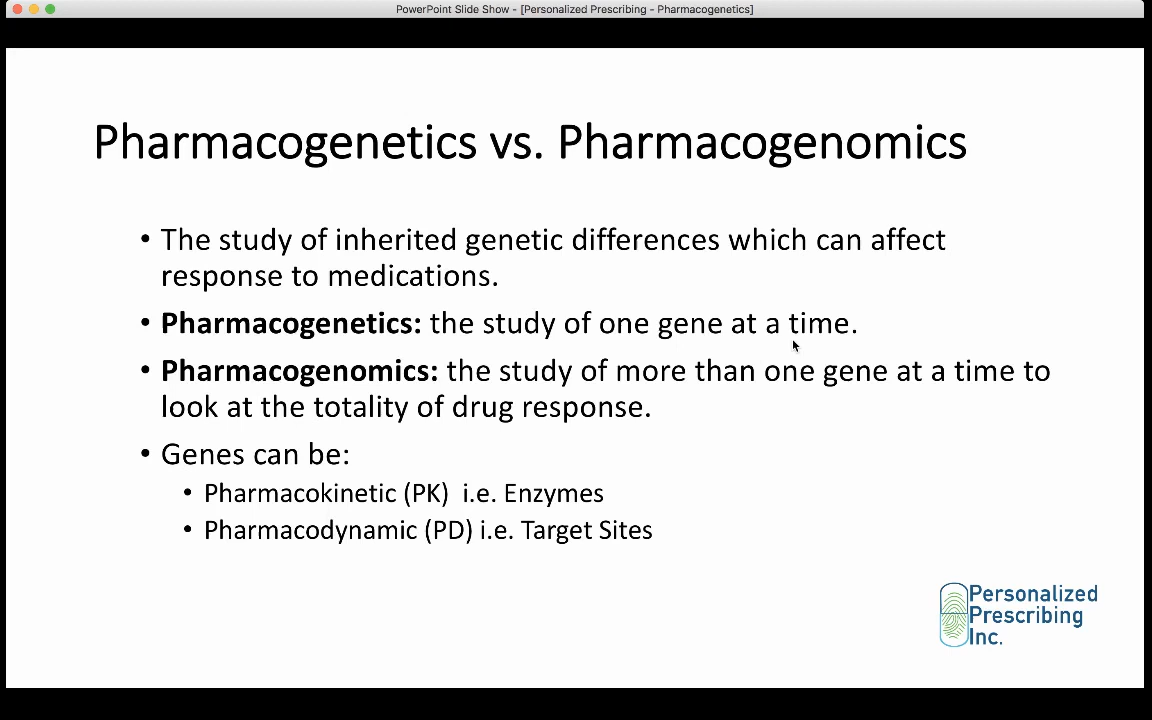 PowerPoint Slide Show - [Personalized Prescribing - Pharmacogenetics]
Pharmacogenetics vs. Pharmacogenomics
• The study of inherited genetic differences which can affect
response to medications.
• Pharmacogenetics: the study of one gene at a time.
• Pharmacogenomics: the study of more than one gene at a time to
look at the totality of drug response.
• Genes can be:
• Pharmacokinetic (PK)  i.e. Enzymes
• Pharmacodynamic (PD) i.e. Target Sites
Personalized
Prescribing
Inc.